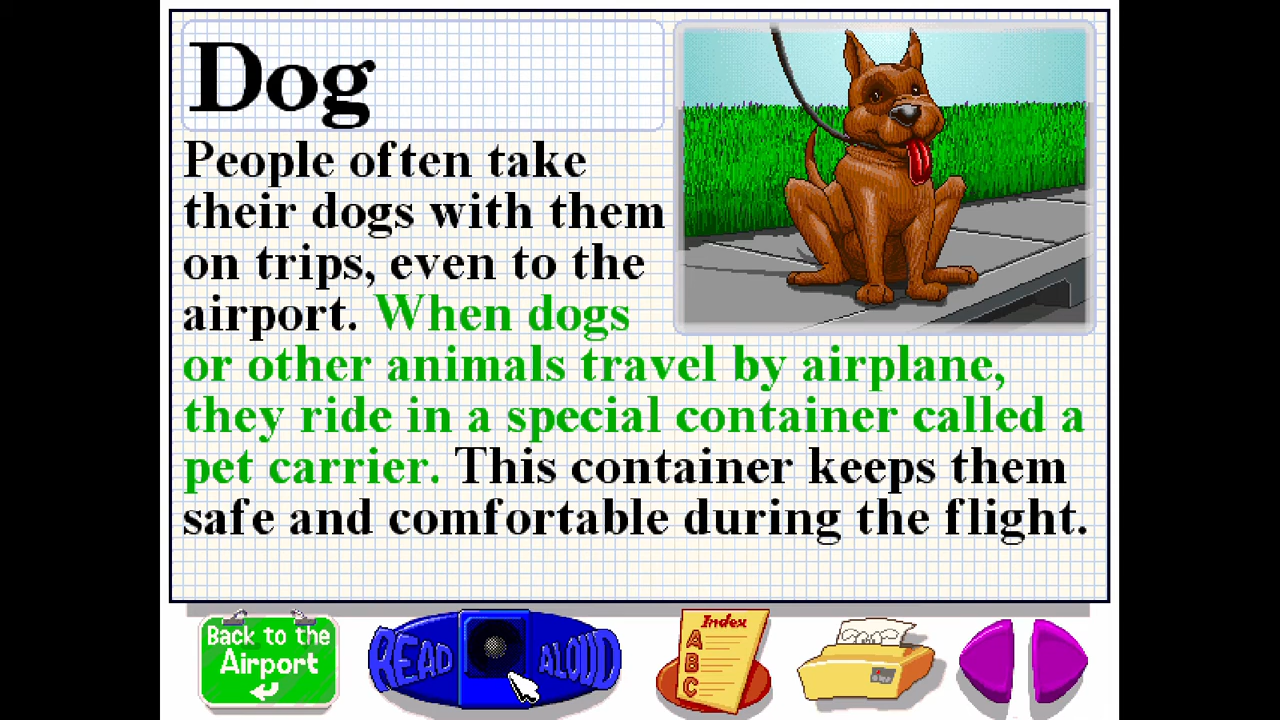 Dog
People often take
their dogs with them
on trips, even to the
airport. When dogs
or other animals travel by airplane,
they ride in a special container called a
pet carrier. This container keeps them
safe and comfortable during the flight.
Back to the
Airport
READ ALOUD
Index
A
B
C